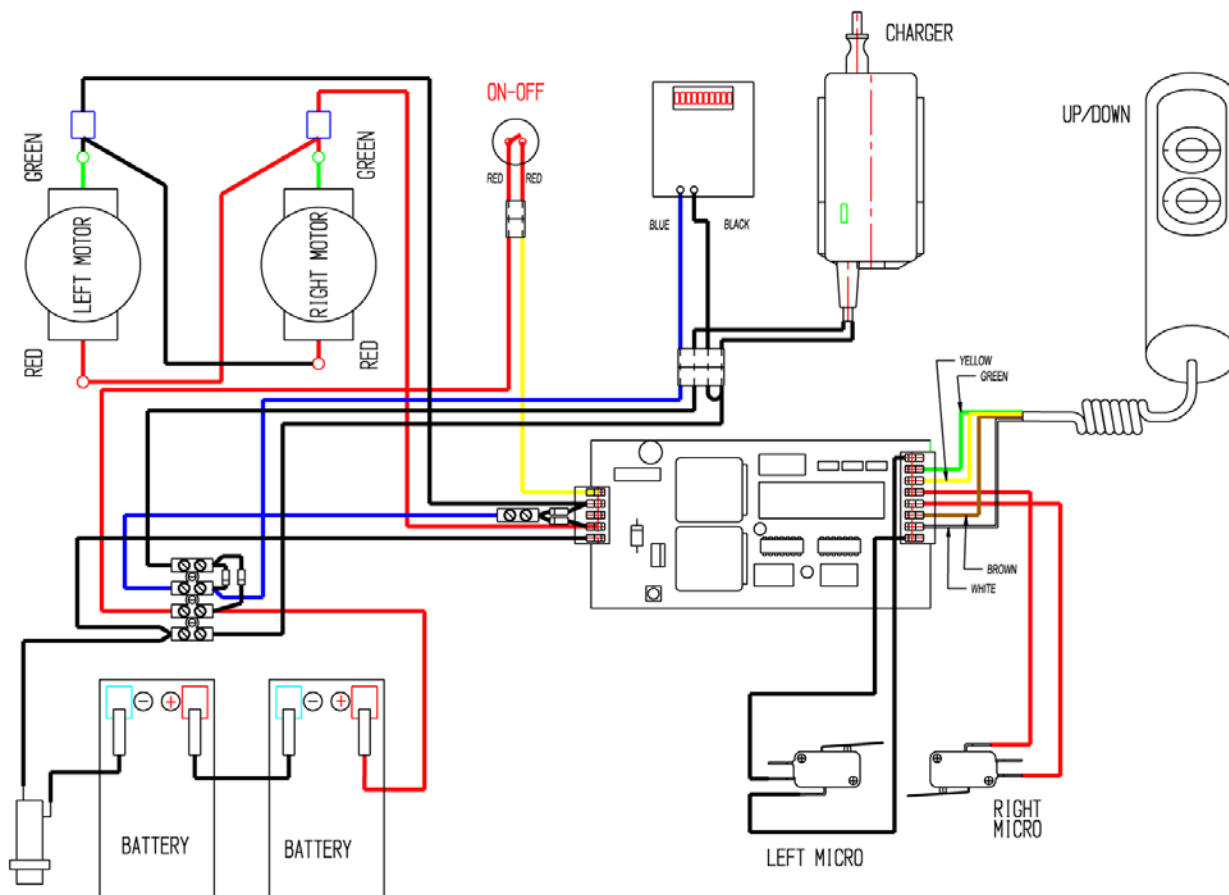 CHARGER
ON-OFF
UP/DOWN
GREEN
GREEN
RED
RED
LEFT MOTOR
RIGHT MOTOR
BLUE
BLACK
RED
RED
YELLOW
GREEN
BROWN
WHITE
- +
- +
BATTERY
BATTERY
LEFT MICRO
RIGHT
MICRO